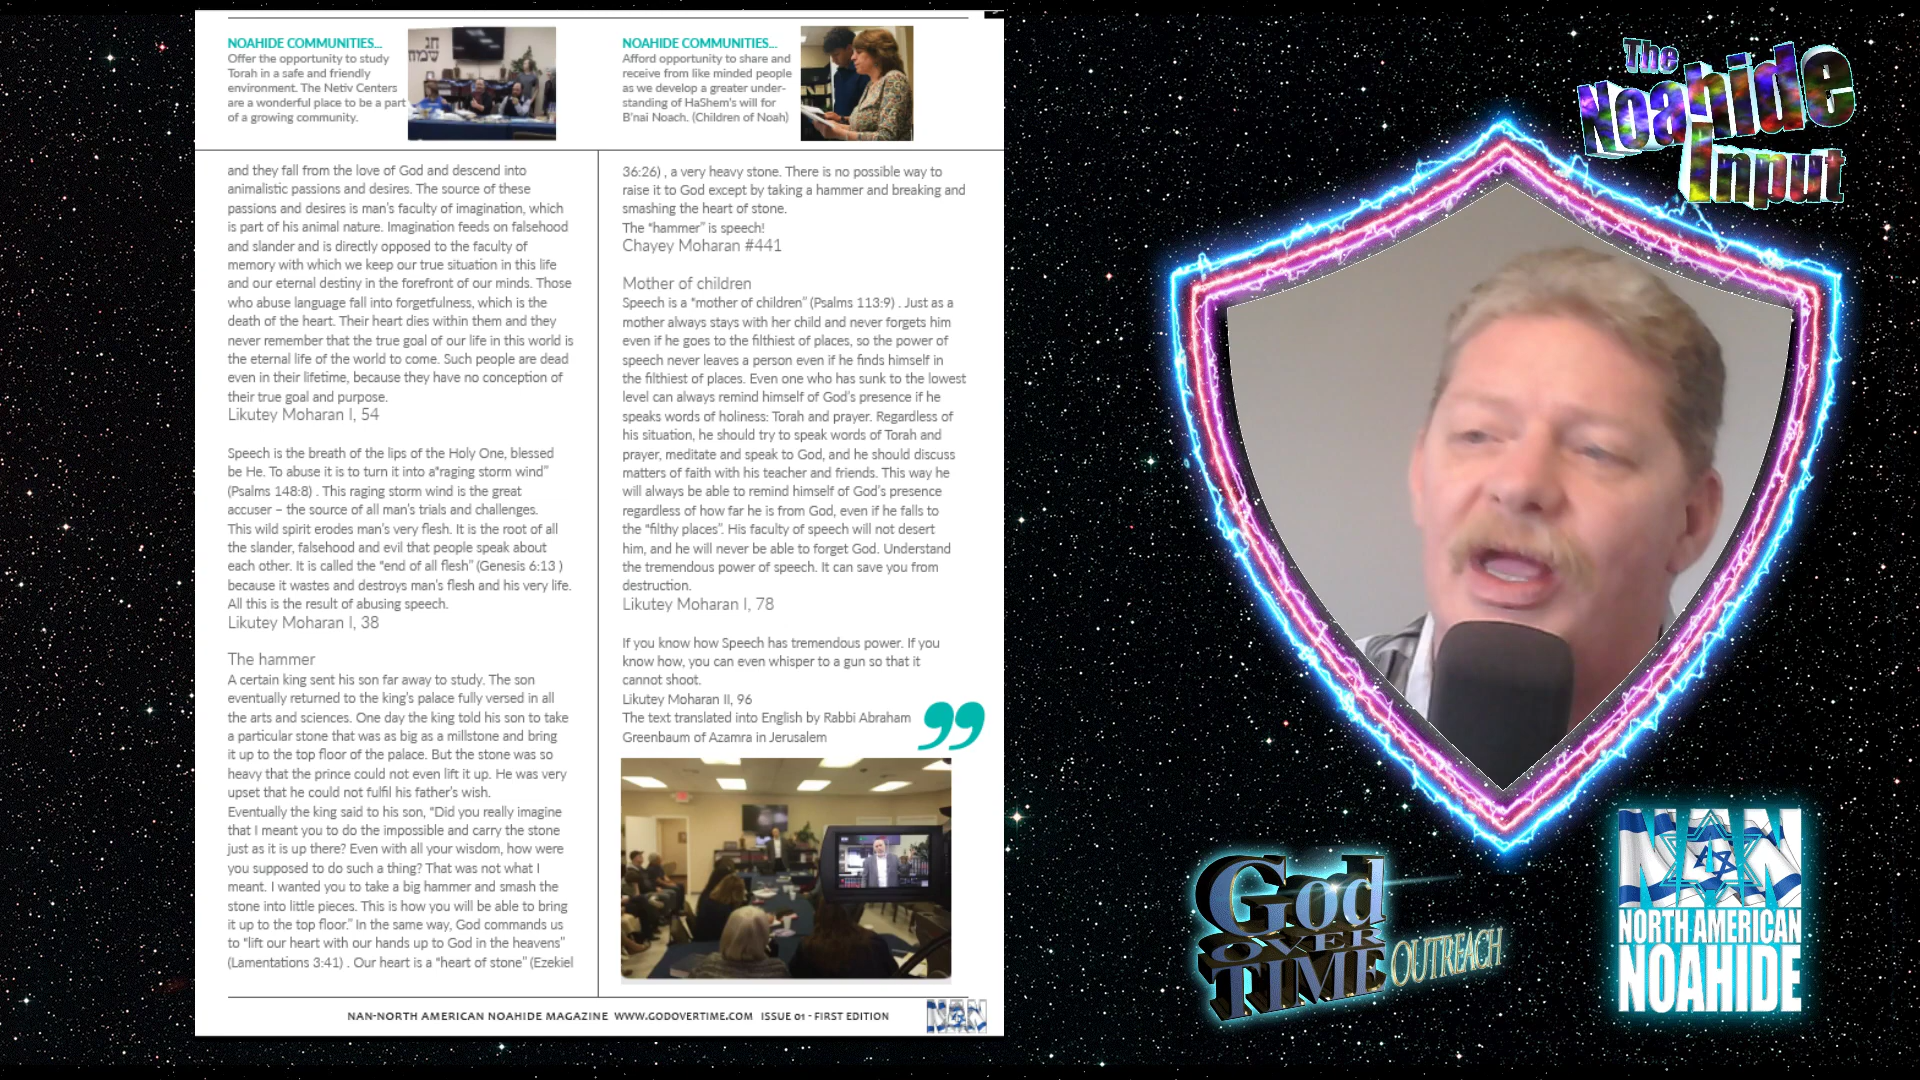 NOAHIDE COMMUNITIES...
Offer the opportunity to study
Torah in a safe and friendly
environment. The Netiv Centers
are a wonderful place to be a part
of a growing community.
חג
שמח
NOAHIDE COMMUNITIES...
Afford opportunity to share and
receive from like minded people
as we develop a greater under-
standing of HaShem's will for
B'nai Noach. (Children of Noah)
and they fall from the love of God and descend into
animalistic passions and desires. The source of these
passions and desires is man's faculty of imagination, which
is part of his animal nature. Imagination feeds on falsehood
and slander and is directly opposed to the faculty of
memory with which we keep our true situation in this life
and our eternal destiny in the forefront of our minds. Those
who abuse language fall into forgetfulness, which is the
death of the heart. Their heart dies within them and they
never remember that the true goal of our life in this world is
the eternal life of the world to come. Such people are dead
even in their lifetime, because they have no conception of
their true goal and purpose.
Likutey Moharan I, 54
Speech is the breath of the lips of the Holy One, blessed
be He. To abuse it is to turn it into a"raging storm wind"
(Psalms 148:8) . This raging storm wind is the great
accuser – the source of all man's trials and challenges.
This wild spirit erodes man's very flesh. It is the root of all
the slander, falsehood and evil that people speak about
each other. It is called the "end of all flesh" (Genesis 6:13 )
because it wastes and destroys man's flesh and his very life.
All this is the result of abusing speech.
Likutey Moharan I, 38
The hammer
A certain king sent his son far away to study. The son
eventually returned to the king's palace fully versed in all
the arts and sciences. One day the king told his son to take
a particular stone that was as big as a millstone and bring
it up to the top floor of the palace. But the stone was so
heavy that the prince could not even lift it up. He was very
upset that he could not fulfil his father's wish.
Eventually the king said to his son, "Did you really imagine
that I meant you to do the impossible and carry the stone
just as it is up there? Even with all your wisdom, how were
you supposed to do such a thing? That was not what I
meant. I wanted you to take a big hammer and smash the
stone into little pieces. This is how you will be able to bring
it up to the top floor." In the same way, God commands us
to "lift our heart with our hands up to God in the heavens"
(Lamentations 3:41) . Our heart is a "heart of stone" (Ezekiel
36:26) , a very heavy stone. There is no possible way to
raise it to God except by taking a hammer and breaking and
smashing the heart of stone.
The "hammer" is speech!
Chayey Moharan #441
Mother of children
Speech is a "mother of children" (Psalms 113:9) . Just as a
mother always stays with her child and never forgets him
even if he goes to the filthiest of places, so the power of
speech never leaves a person even if he finds himself in
the filthiest of places. Even one who has sunk to the lowest
level can always remind himself of God's presence if he
speaks words of holiness: Torah and prayer. Regardless of
his situation, he should try to speak words of Torah and
prayer, meditate and speak to God, and he should discuss
matters of faith with his teacher and friends. This way he
will always be able to remind himself of God's presence
regardless of how far he is from God, even if he falls to
the "filthy places". His faculty of speech will not desert
him, and he will never be able to forget God. Understand
the tremendous power of speech. It can save you from
destruction.
Likutey Moharan I, 78
If you know how Speech has tremendous power. If you
know how, you can even whisper to a gun so that it
cannot shoot.
Likutey Moharan II, 96
The text translated into English by Rabbi Abraham
Greenbaum of Azamra in Jerusalem
NAN-NORTH AMERICAN NOAHIDE MAGAZINE WWW.GODOVERTIME.COM ISSUE 01 - FIRST EDITION
NAN
The
Noahide
Input
God
OVER
TIME OUTREACH
NAN
NORTH AMERICAN
NOAHIDE